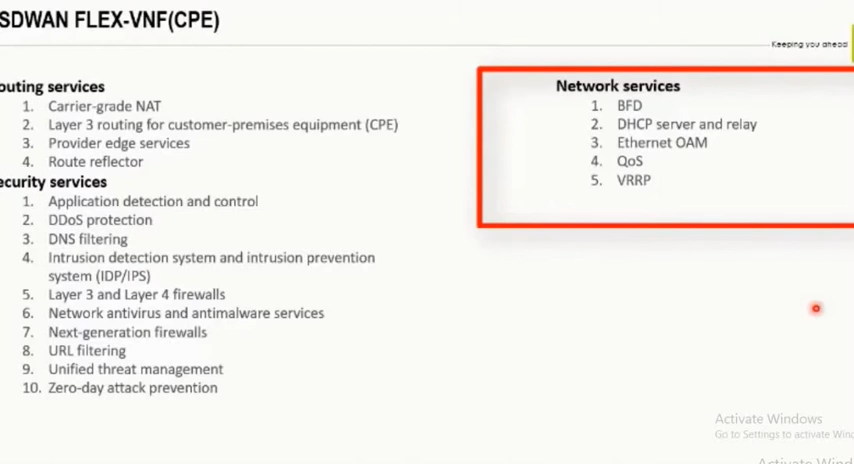 SDWAN FLEX-VNF(CPE)
Keeping you ahead
outing services
1. Carrier-grade NAT
2. Layer 3 routing for customer-premises equipment (CPE)
3. Provider edge services
4. Route reflector
ecurity services
1. Application detection and control
2. DDoS protection
3. DNS filtering
4. Intrusion detection system and intrusion prevention
system (IDP/IPS)
5. Layer 3 and Layer 4 firewalls
6. Network antivirus and antimalware services
7. Next-generation firewalls
8. URL filtering
9. Unified threat management
10. Zero-day attack prevention
Network services
1. BFD
2. DHCP server and relay
3. Ethernet OAM
4. QoS
5. VRRP
Activate Windows
Go to Settings to activate Wind
Activate Wind